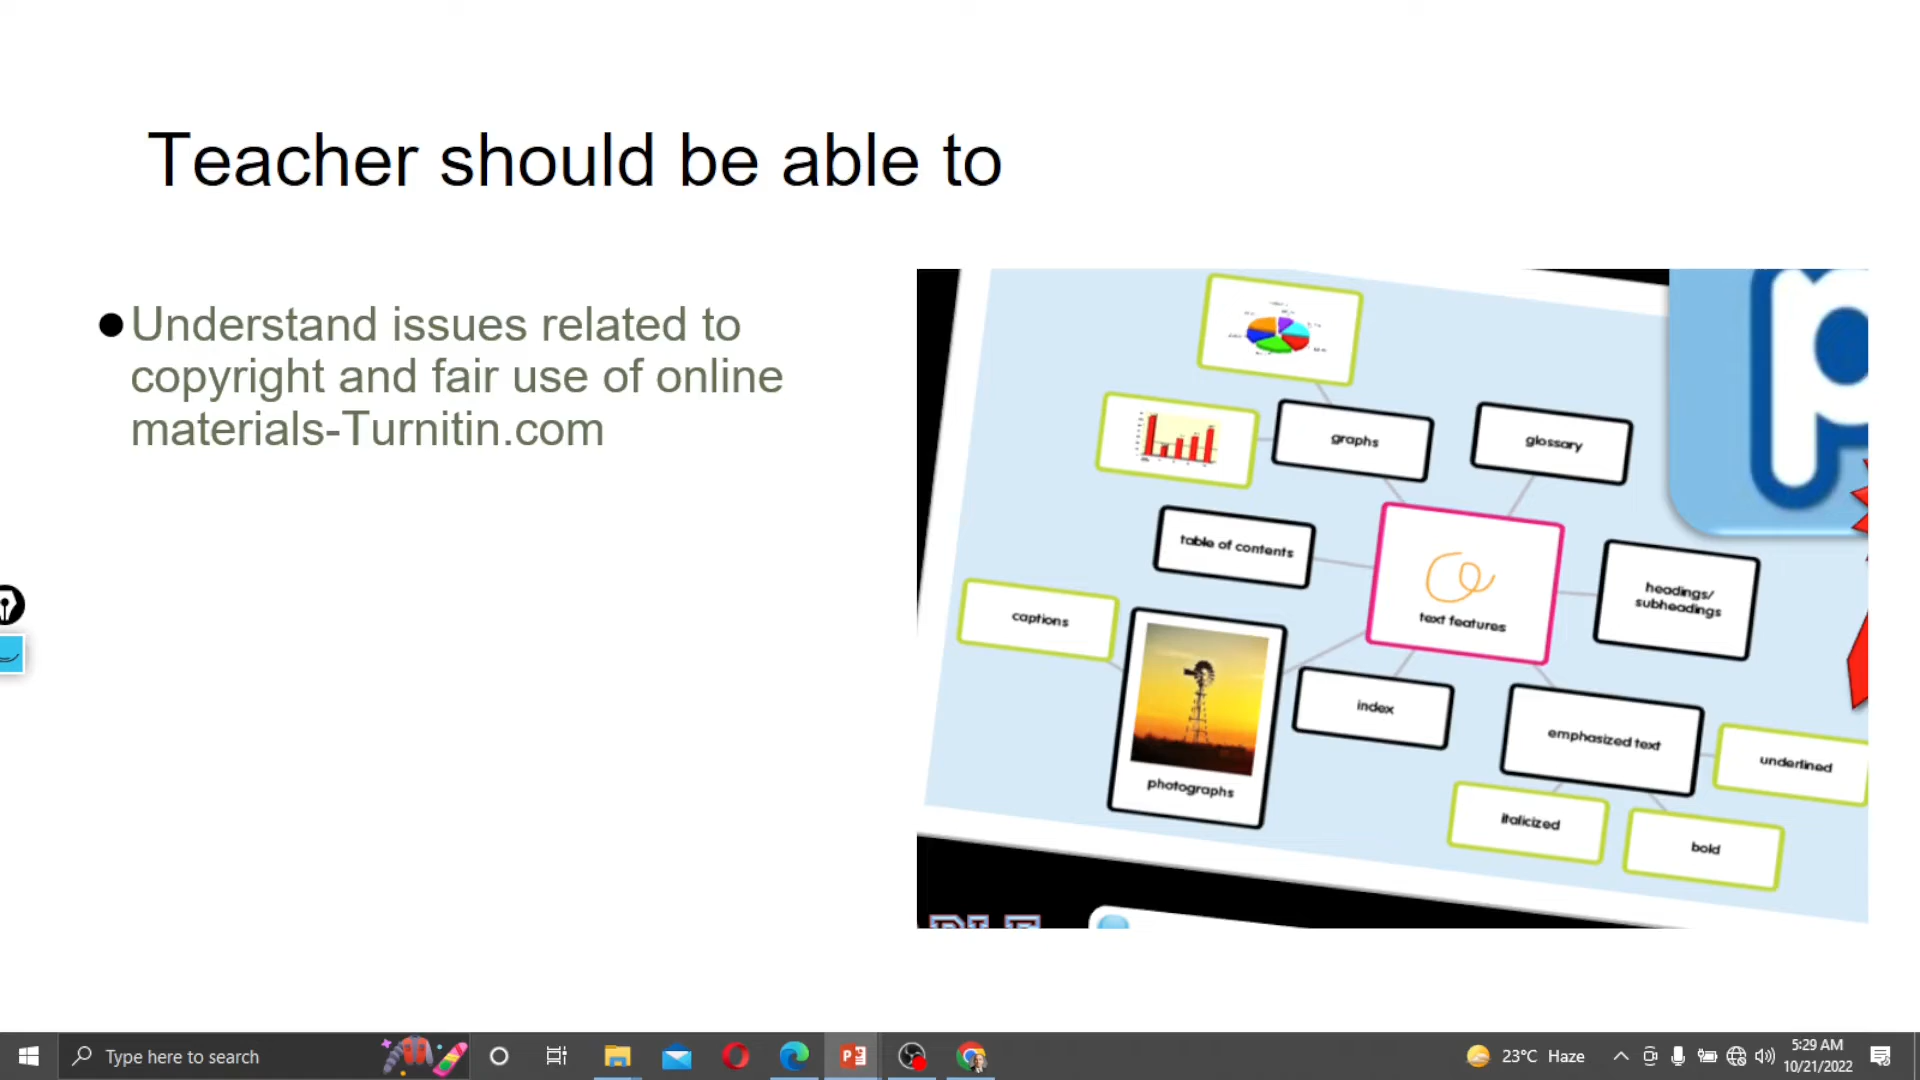 Teacher should be able to
●Understand issues related to
copyright and fair use of online
materials-Turnitin.com
graphs
glossary
table of contents
headings/
subheadings
captions
text features
index
emphasized text
underlined
photographs
italicized
bold
p
Type here to search
23°C Haze
5:29 AM
10/21/2022